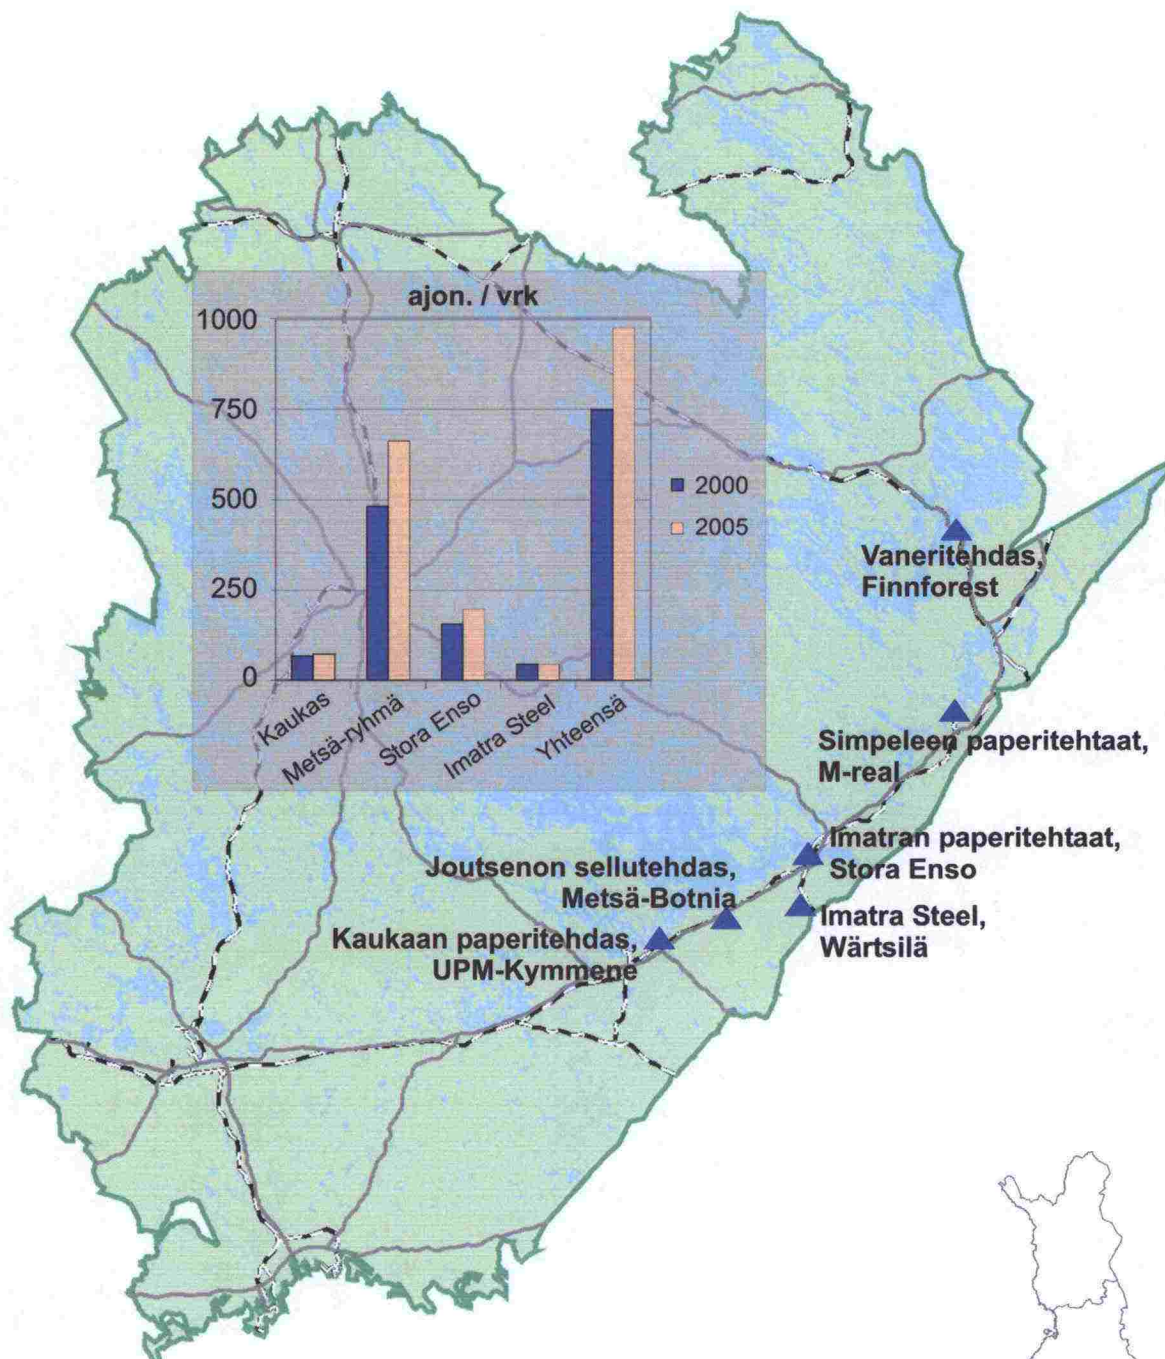 ajon. / vrk
1000
750
500
250
0
Kaukas
Metsä-ryhmä
Stora Enso
Imatra Steel
Yhteensä
2000
2005
Vaneritehdas,
Finnforest
Simpeleen paperitehtaat,
M-real
Imatran paperitehtaat,
Stora Enso
Joutsenon sellutehdas,
Metsä-Botnia
Imatra Steel,
Wärtsilä
Kaukaan paperitehdas,
UPM-Kymmene